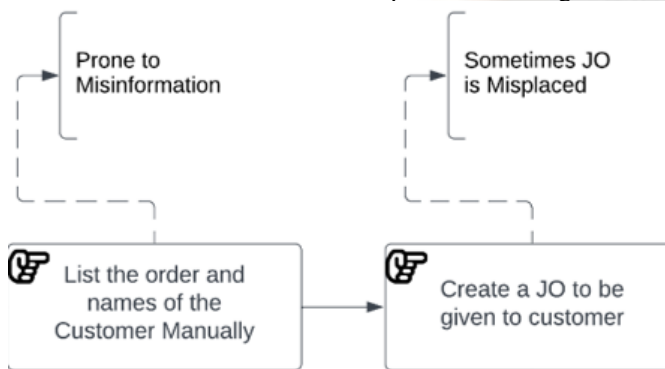 Prone to
Misinformation
Sometimes JO
is Misplaced
List the order and
names of the
Customer Manually
Create a JO to be
given to customer